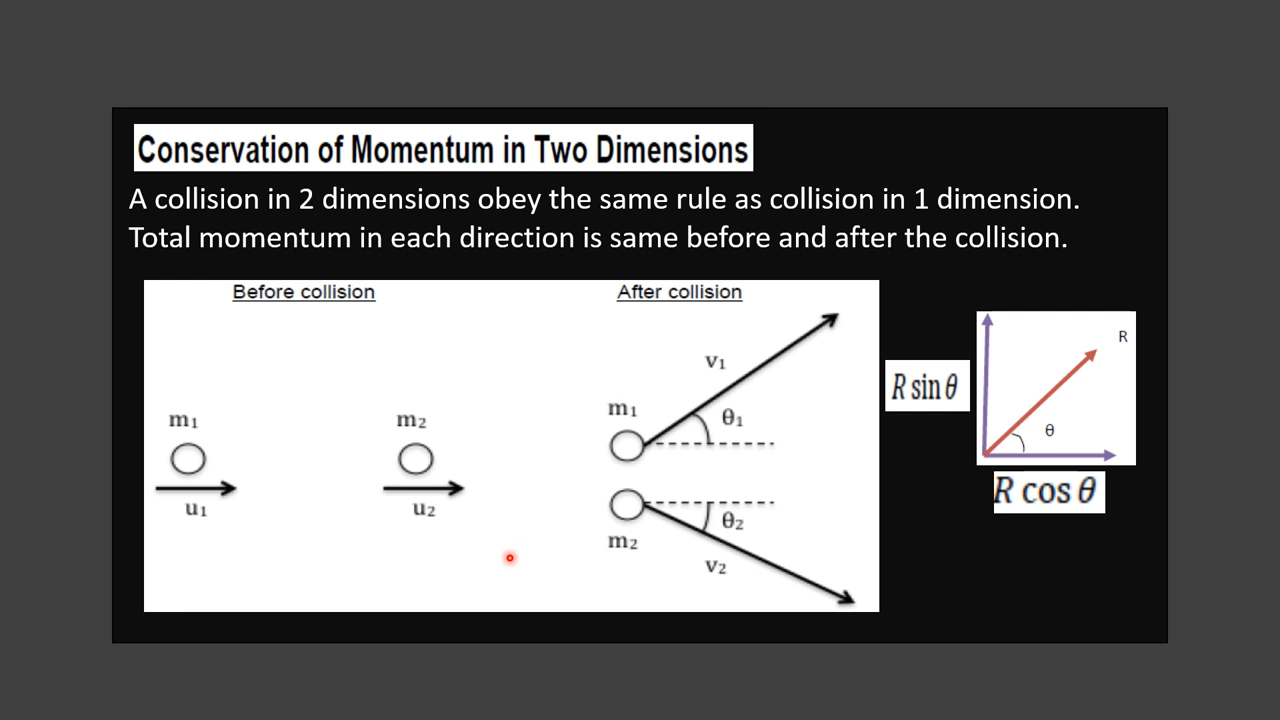 Conservation of Momentum in Two Dimensions
A collision in 2 dimensions obey the same rule as collision in 1 dimension.
Total momentum in each direction is same before and after the collision.
Before collision
m₁
u₁
m₂
u₂
After collision
v₁
m₁
θ₁
θ₂
m₂
v₂
R sin θ
R
θ
R cos θ